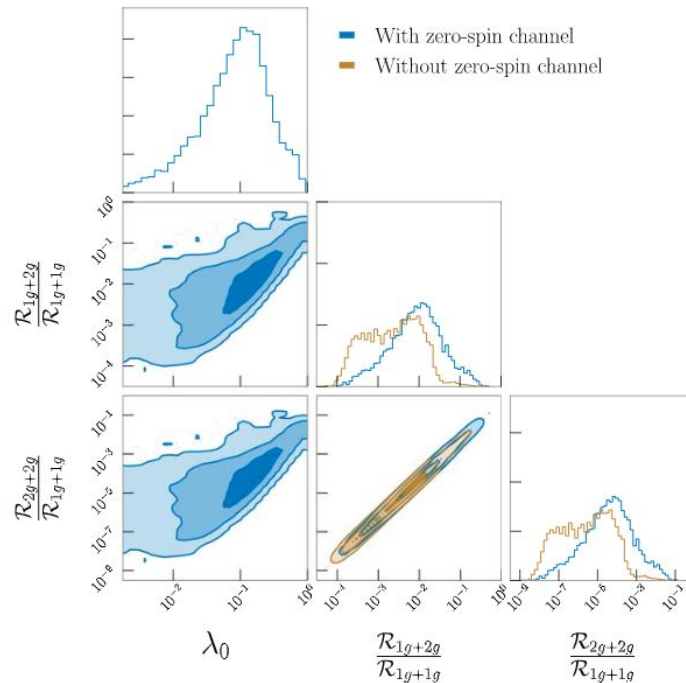 With zero-spin channel
Without zero-spin channel
10⁰
10⁻¹
10⁻²
10⁻³
10⁻⁴
R₁g₊₂g
R₁g₊₁g
10⁻¹
10⁻³
10⁻⁵
10⁻⁷
10⁻⁹
R₂g₊₂g
R₁g₊₁g
10⁻² 10⁻¹ 10⁰ 10⁻⁴ 10⁻³ 10⁻² 10⁻¹ 10⁻⁹ 10⁻⁷ 10⁻⁵ 10⁻³ 10⁻¹
λ₀
R₁g₊₂g
R₁g₊₁g
R₂g₊₂g
R₁g₊₁g